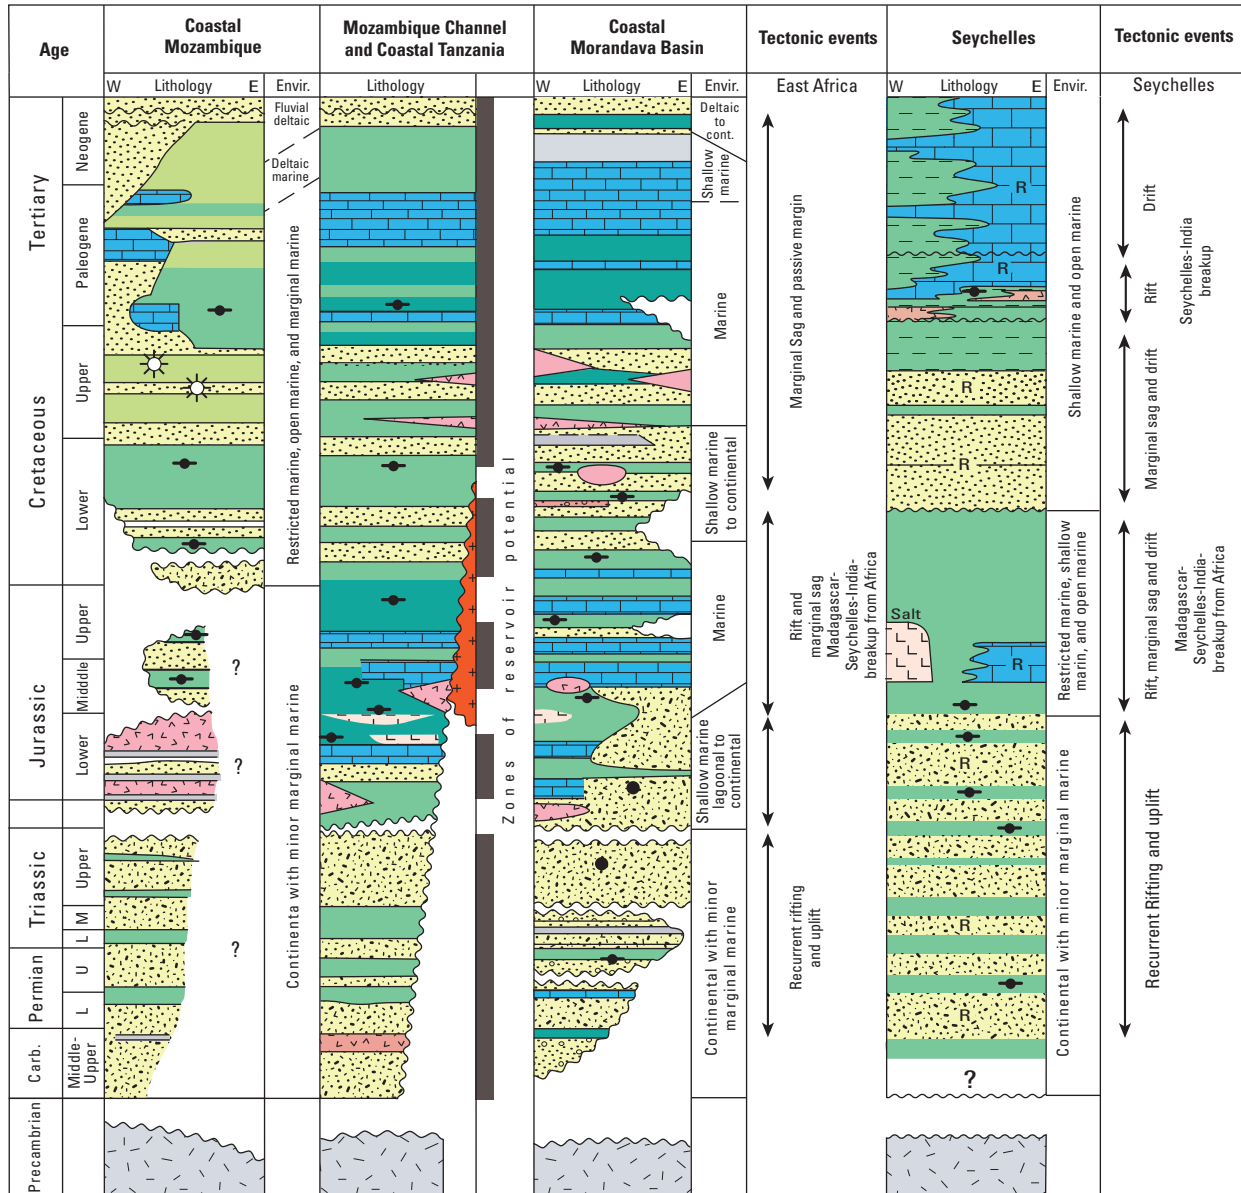 Age
Coastal
Mozambique
Mozambique Channel
and Coastal Tanzania
Coastal
Morandava Basin
Tectonic events
Seychelles
Tectonic events
W Lithology E
Envir.
Lithology
W Lithology E
Envir.
East Africa
W Lithology E
Envir.
Seychelles
Tertiary
Neogene
Paleogene
Cretaceous
Upper
Lower
Jurassic
Upper
Midddle
Lower
Triassic
Upper
M
L
Permian
U
L
Carb.
Middle-
Upper
Precambrian
?
?
?
Fluvial
deltaic
Deltaic
marine
Restricted marine, open marine, and marginal marine
Continenta with minor marginal marine
Zones of reservoir potential
Deltaic
to
cont.
Shallow
marine
Marine
Shallow marine
to continental
Marine
Shallow marine
lagonal to
continental
Continental with minor
marginal marine
Marginal Sag and passive margin
Rift and
marginal sag
Madagascar-
Seychelles-India-
breakup from Africa
Recurrent rifting
and uplift
R
R
R
R
Salt
R
R
R
R
?
Shallow marine and open marine
Restricted marine, shallow
marin, and open marine
Continental with minor marginal marine
Drift
Rift
Seychelles-India
breakup
Marginal sag and drift
Rift, marginal sag and drift
Madagascar-
Seychelles-India-
breakup from Africa
Recurrent Rifting and uplift